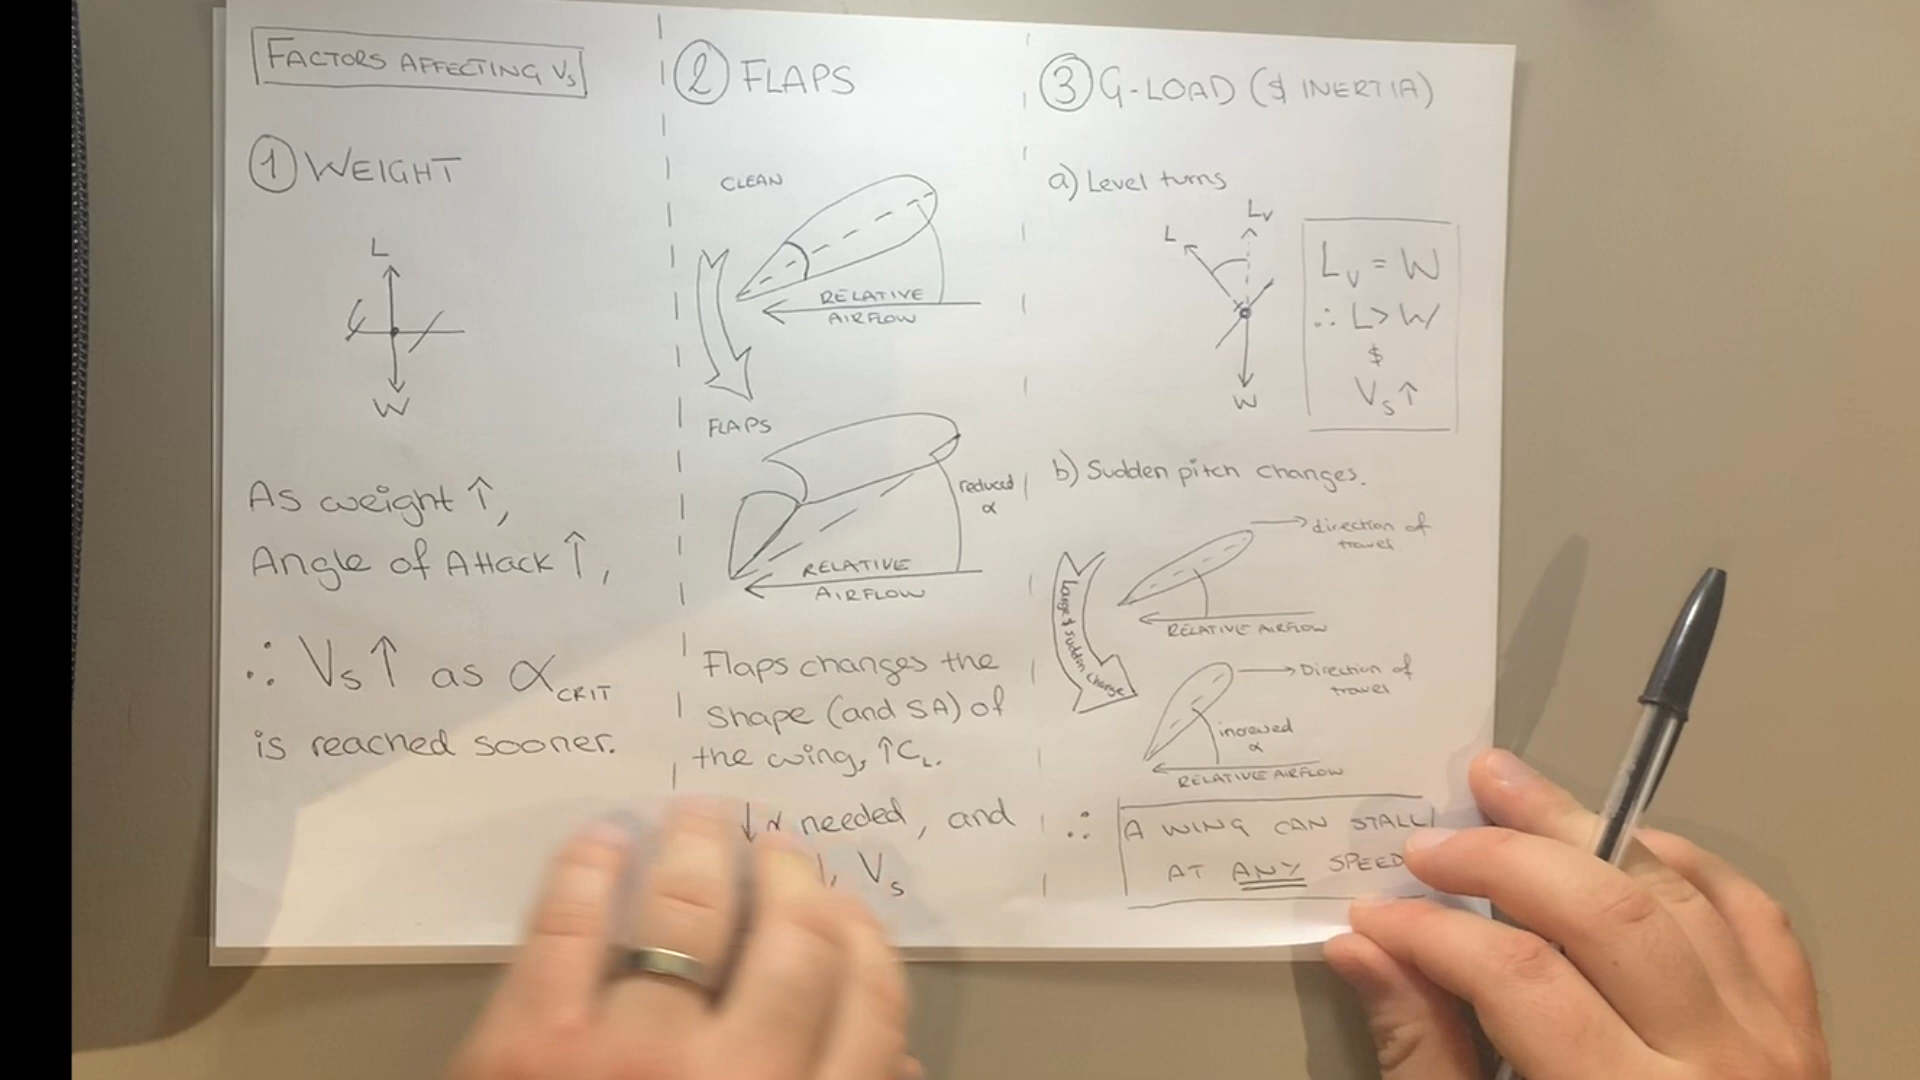 FACTORS AFFECTING Vs
① WEIGHT
L
W
As weight ↑,
Angle of Attack ↑,
∴ Vs ↑ as αCRIT
is reached sooner.
② FLAPS
CLEAN
RELATIVE
AIRFLOW
FLAPS
reduced
α
RELATIVE
AIRFLOW
Flaps changes the
shape (and SA) of
the wing, ↑CL.
↓α needed, and
↓ Vs
③ G-LOAD (& INERTIA)
a) Level turns
L
Lv
W
Lv = W
∴ L > W
&
Vs ↑
b) Sudden pitch changes.
direction of
travel
RELATIVE AIRFLOW
Large & sudden change
Direction of
travel
increased
α
RELATIVE AIRFLOW
∴ A WING CAN STALL
AT ANY SPEED